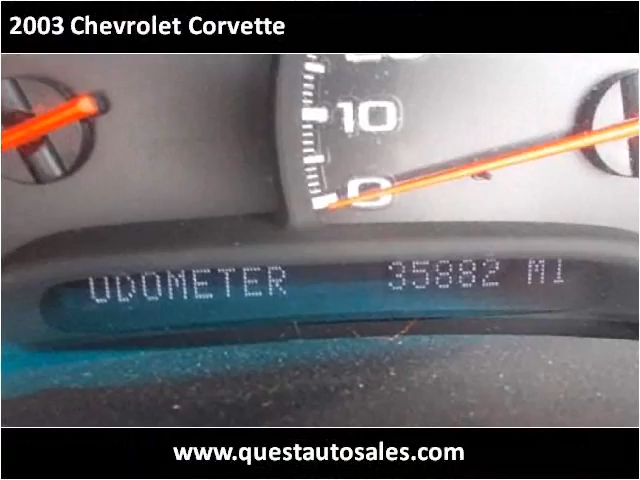 2003 Chevrolet Corvette
10
0
ODOMETER 35882 MI
www.questautosales.com